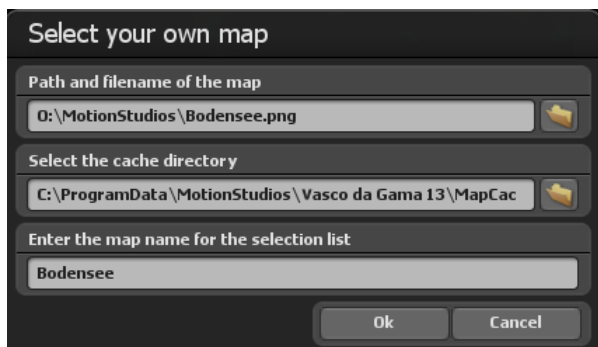 Select your own map
Path and filename of the map
O:\MotionStudios\Bodensee.png
Select the cache directory
C:\ProgramData\MotionStudios\Vasco da Gama 13\MapCac
Enter the map name for the selection list
Bodensee
Ok
Cancel